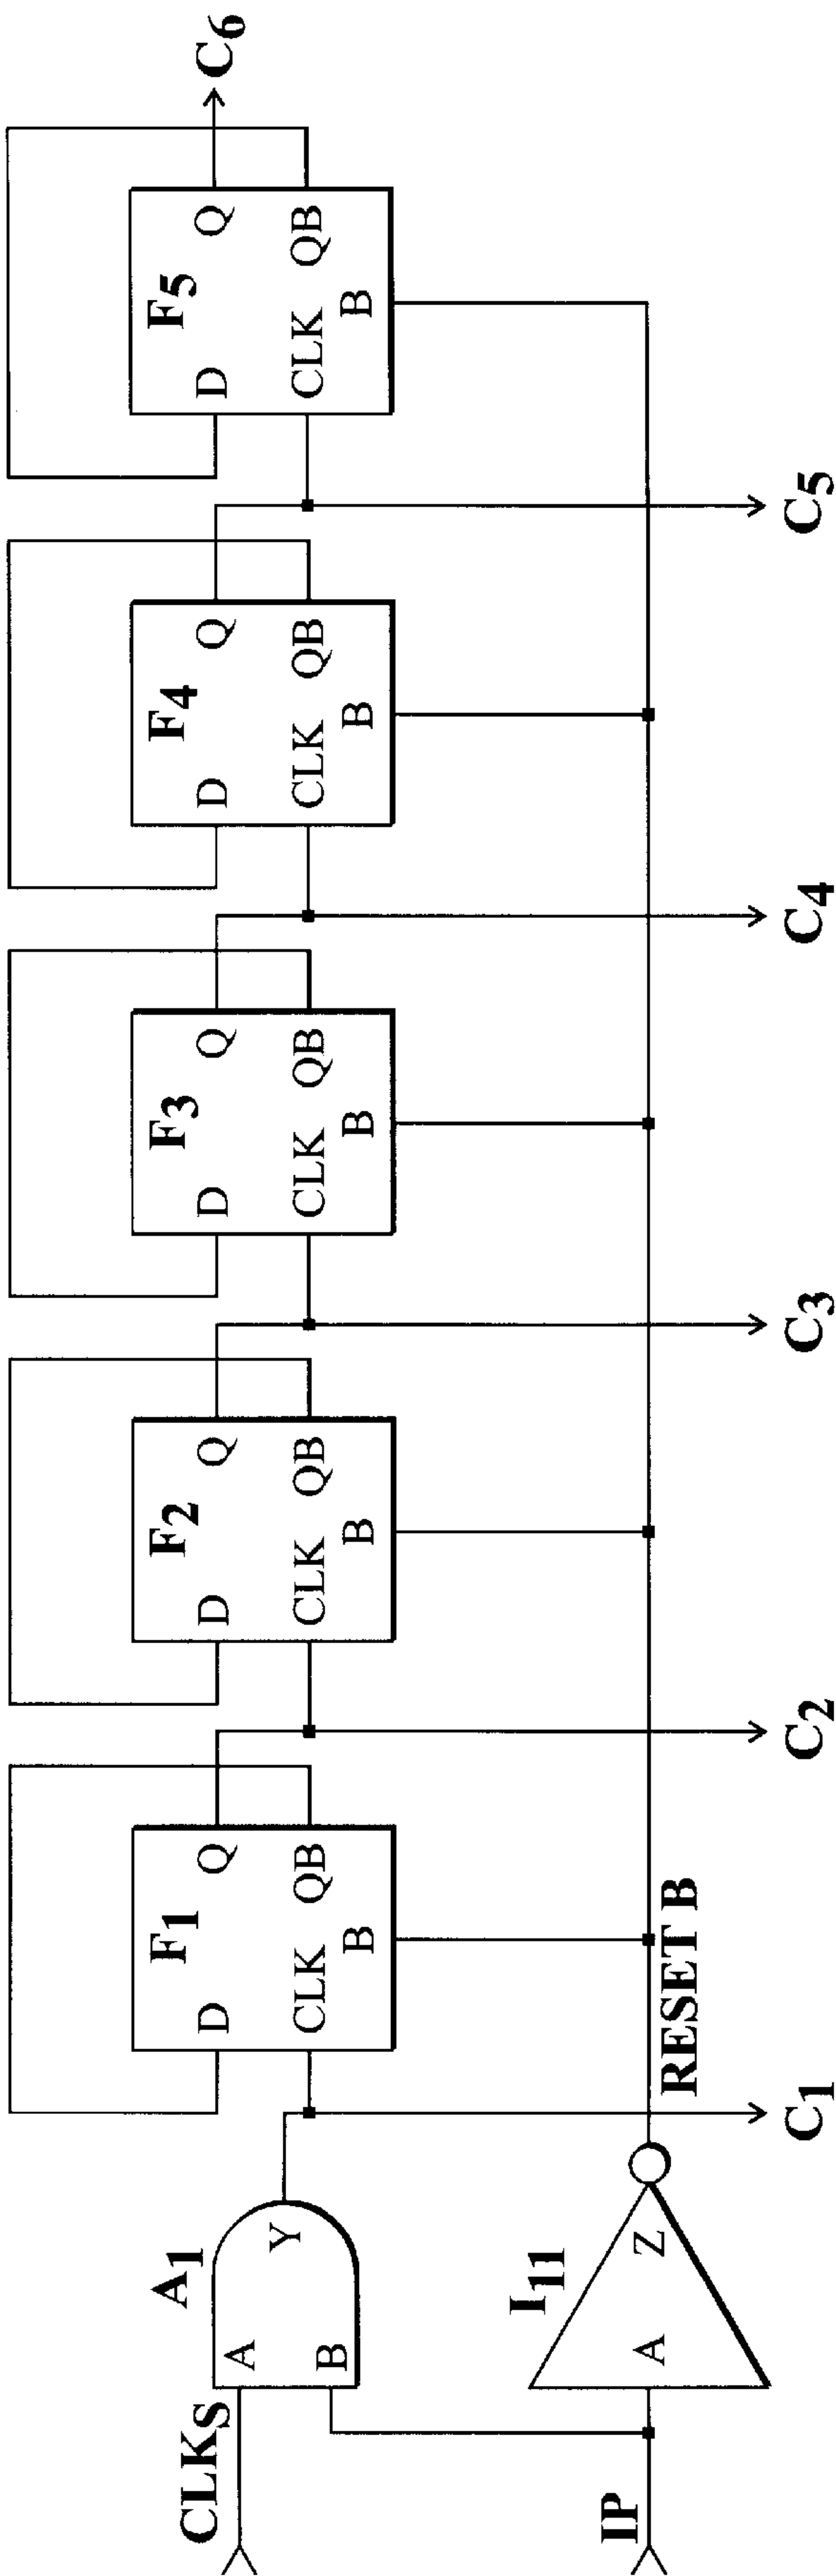 CLKS
A
B
Y
A1
IP
A
Z
I11
RESET B
C1
F1
D
Q
CLK
QB
B
C2
F2
D
Q
CLK
QB
B
C3
F3
D
Q
CLK
QB
B
C4
F4
D
Q
CLK
QB
B
C5
F5
D
Q
CLK
QB
B
C6